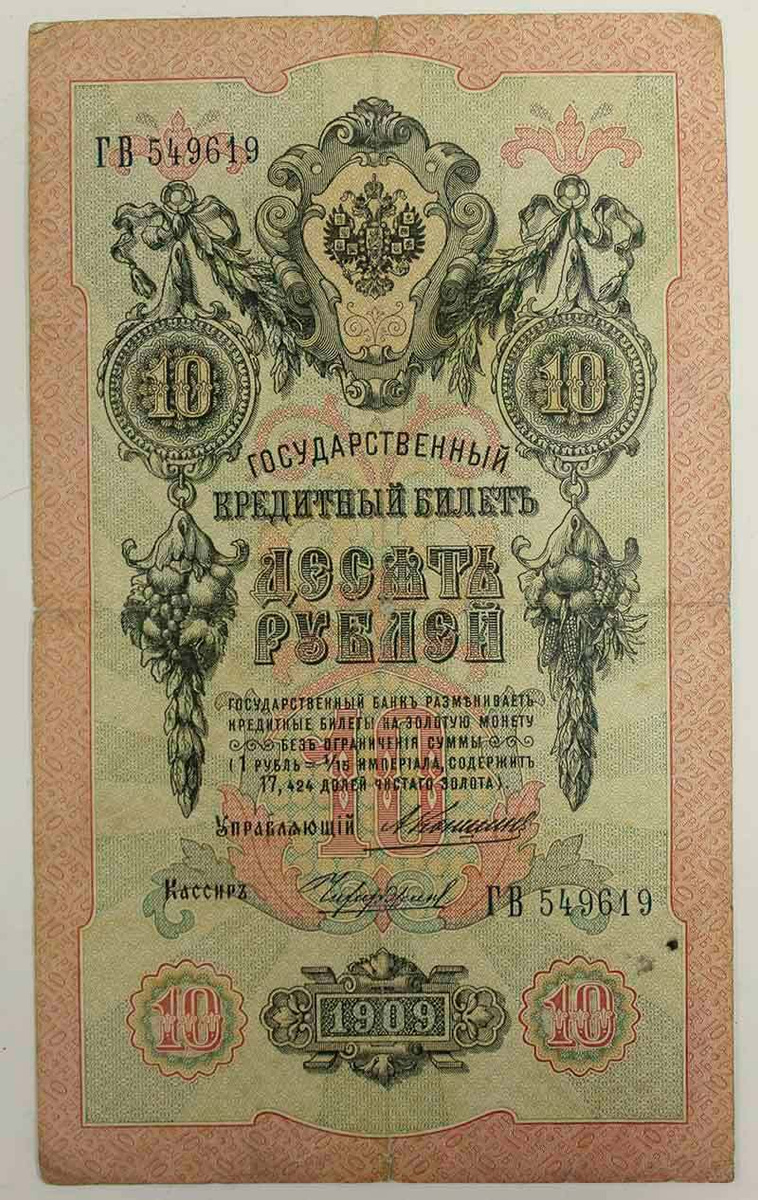 ГВ 549619
10
10
ГОСУДАРСТВЕННЫЙ
КРЕДИТНЫЙ БИЛЕТЪ
ДЕСЯТЬ
РУБЛЕЙ
ГОСУДАРСТВЕННЫЙ БАНКЪ РАЗМѢНИВАЕТЪ
КРЕДИТНЫЕ БИЛЕТЫ НА ЗОЛОТУЮ МОНЕТУ
БЕЗЪ ОГРАНИЧЕНІЯ СУММЫ
(1 РУБЛЬ = 1/15 ИМПЕРІАЛА, СОДЕРЖИТЪ
17,424 ДОЛЕЙ ЧИСТАГО ЗОЛОТА).
10
УПРАВЛЯЮЩІЙ
КАССИРЪ
ГВ 549619
10
1909
10